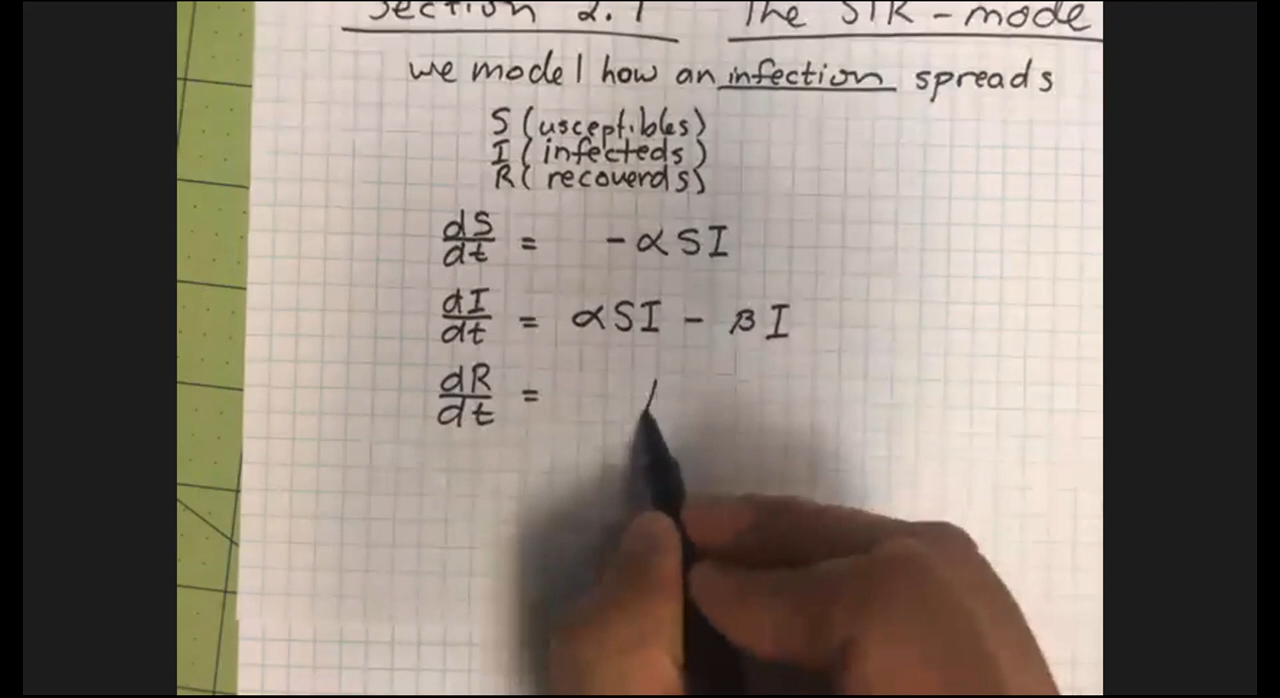 Section 2.1 The SIR-mode
we model how an infection spreads
S (usceptibles)
I (infecteds)
R (recoverds)
dS/dt = -αSI
dI/dt = αSI - βI
dR/dt =